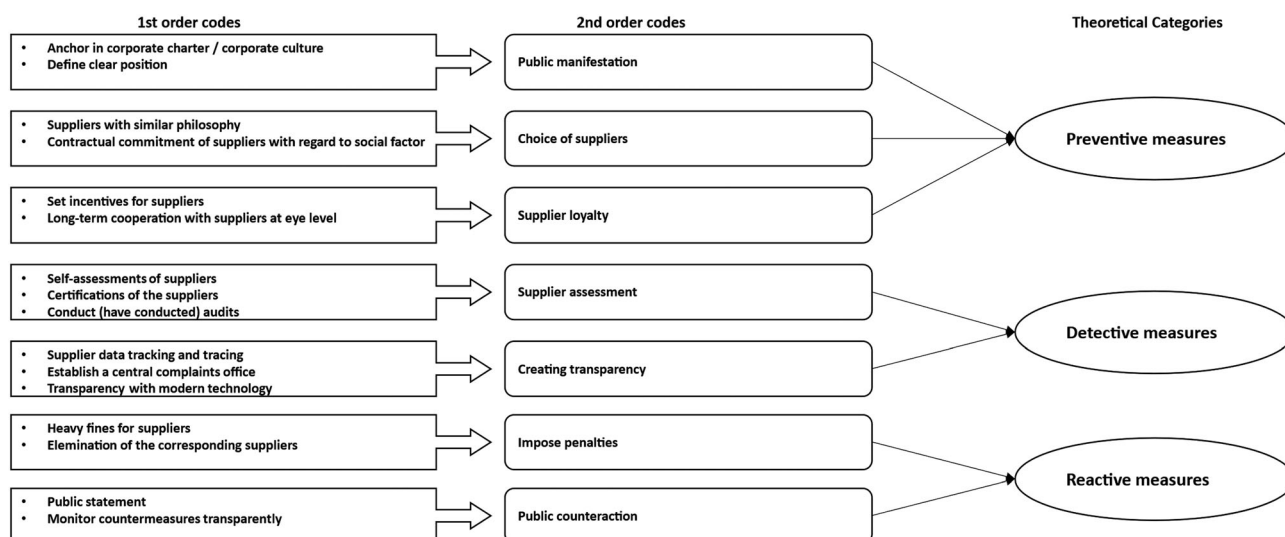 1st order codes
2nd order codes
Theoretical Categories
• Anchor in corporate charter / corporate culture
• Define clear position
Public manifestation
• Suppliers with similar philosophy
• Contractual commitment of suppliers with regard to social factor
Choice of suppliers
Preventive measures
• Set incentives for suppliers
• Long-term cooperation with suppliers at eye level
Supplier loyalty
• Self-assessments of suppliers
• Certifications of the suppliers
• Conduct (have conducted) audits
Supplier assessment
Detective measures
• Supplier data tracking and tracing
• Establish a central complaints office
• Transparency with modern technology
Creating transparency
• Heavy fines for suppliers
• Elemination of the corresponding suppliers
Impose penalties
Reactive measures
• Public statement
• Monitor countermeasures transparently
Public counteraction